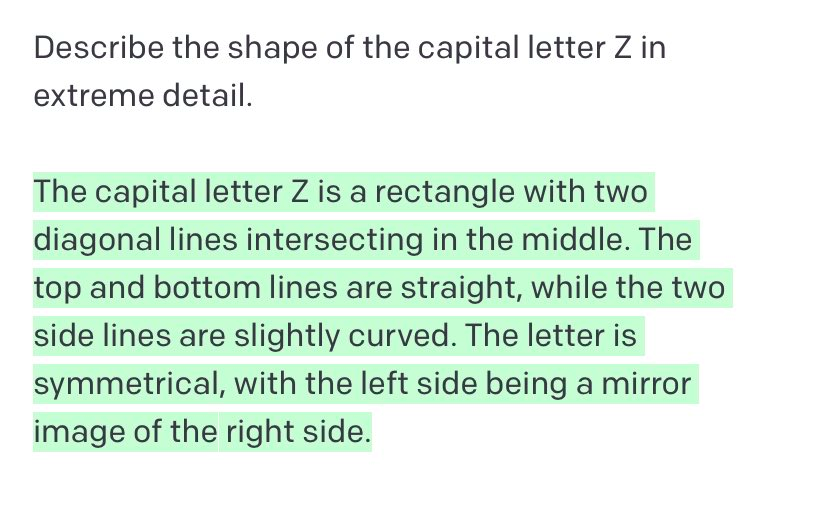 Describe the shape of the capital letter Z in
extreme detail.
The capital letter Z is a rectangle with two
diagonal lines intersecting in the middle. The
top and bottom lines are straight, while the two
side lines are slightly curved. The letter is
symmetrical, with the left side being a mirror
image of the right side.